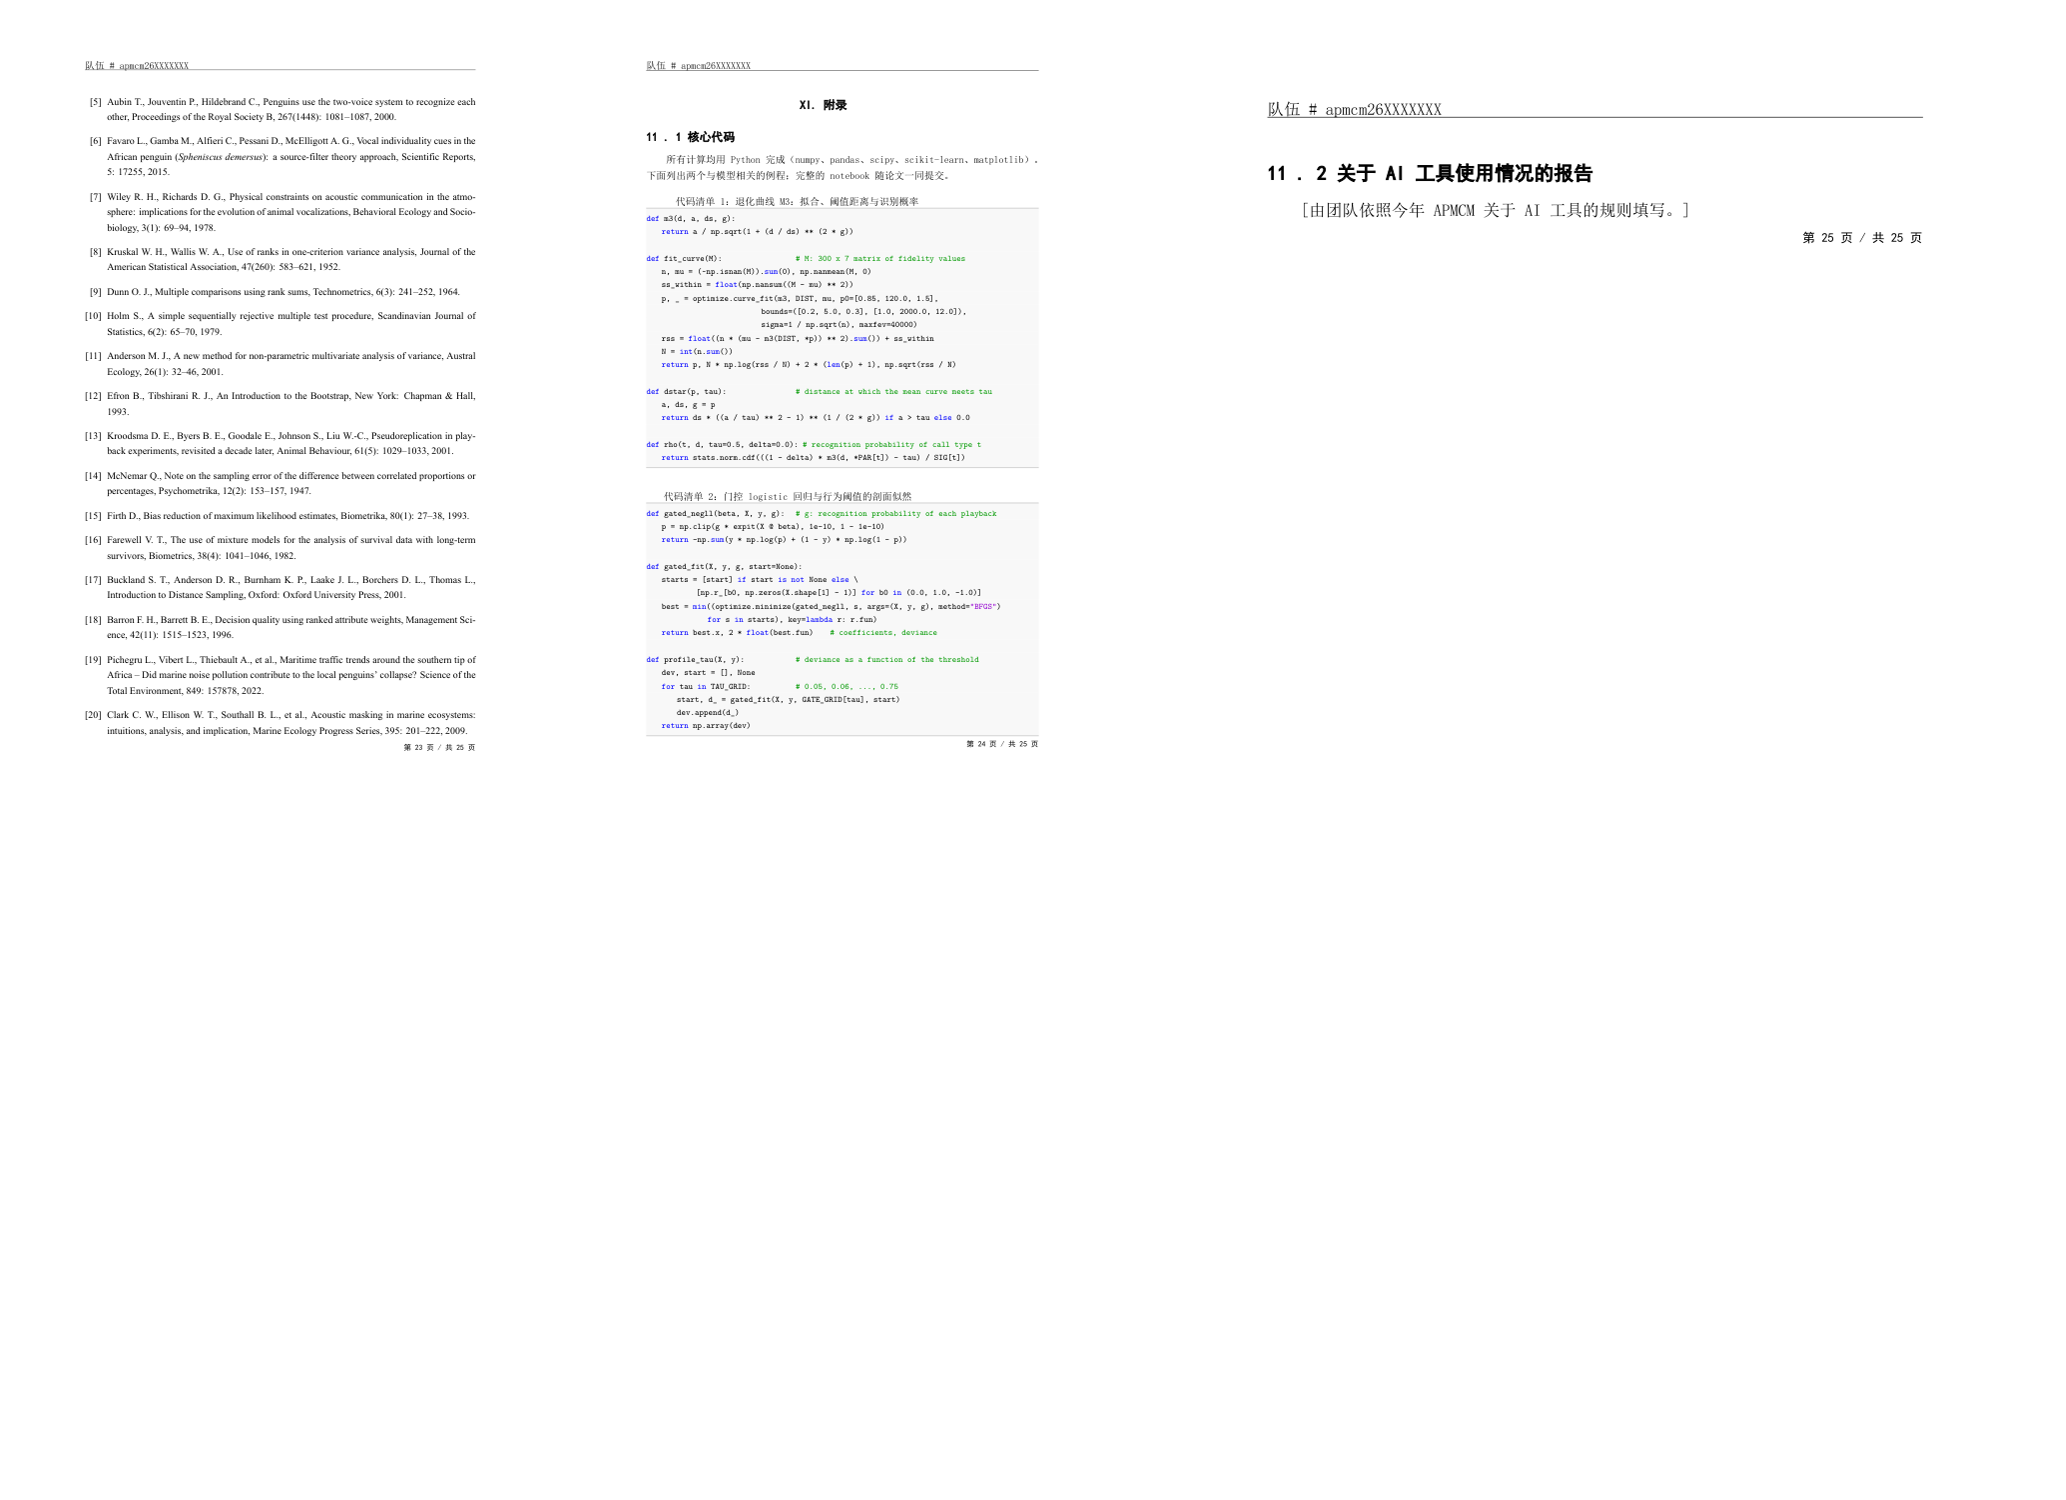 队伍 # apmcm26XXXXXXX
[5] Aubin T., Jouventin P., Hildebrand C., Penguins use the two-voice system to recognize each
other, Proceedings of the Royal Society B, 267(1448): 1081–1087, 2000.
[6] Favaro L., Gamba M., Alfieri C., Pessani D., McElligott A. G., Vocal individuality cues in the
African penguin (Spheniscus demersus): a source-filter theory approach, Scientific Reports,
5: 17255, 2015.
[7] Wiley R. H., Richards D. G., Physical constraints on acoustic communication in the atmo-
sphere: implications for the evolution of animal vocalizations, Behavioral Ecology and Socio-
biology, 3(1): 69–94, 1978.
[8] Kruskal W. H., Wallis W. A., Use of ranks in one-criterion variance analysis, Journal of the
American Statistical Association, 47(260): 583–621, 1952.
[9] Dunn O. J., Multiple comparisons using rank sums, Technometrics, 6(3): 241–252, 1964.
[10] Holm S., A simple sequentially rejective multiple test procedure, Scandinavian Journal of
Statistics, 6(2): 65–70, 1979.
[11] Anderson M. J., A new method for non-parametric multivariate analysis of variance, Austral
Ecology, 26(1): 32–46, 2001.
[12] Efron B., Tibshirani R. J., An Introduction to the Bootstrap, New York: Chapman & Hall,
1993.
[13] Kroodsma D. E., Byers B. E., Goodale E., Johnson S., Liu W.-C., Pseudoreplication in play-
back experiments, revisited a decade later, Animal Behaviour, 61(5): 1029–1033, 2001.
[14] McNemar Q., Note on the sampling error of the difference between correlated proportions or
percentages, Psychometrika, 12(2): 153–157, 1947.
[15] Firth D., Bias reduction of maximum likelihood estimates, Biometrika, 80(1): 27–38, 1993.
[16] Farewell V. T., The use of mixture models for the analysis of survival data with long-term
survivors, Biometrics, 38(4): 1041–1046, 1982.
[17] Buckland S. T., Anderson D. R., Burnham K. P., Laake J. L., Borchers D. L., Thomas L.,
Introduction to Distance Sampling, Oxford: Oxford University Press, 2001.
[18] Barron F. H., Barrett B. E., Decision quality using ranked attribute weights, Management Sci-
ence, 42(11): 1515–1523, 1996.
[19] Pichegru L., Vibert L., Thiebault A., et al., Maritime traffic trends around the southern tip of
Africa – Did marine noise pollution contribute to the local penguins’ collapse? Science of the
Total Environment, 849: 157878, 2022.
[20] Clark C. W., Ellison W. T., Southall B. L., et al., Acoustic masking in marine ecosystems:
intuitions, analysis, and implication, Marine Ecology Progress Series, 395: 201–222, 2009.
第 23 页 / 共 25 页
队伍 # apmcm26XXXXXXX
XI. 附录
11 . 1 核心代码
所有计算均用 Python 完成（numpy、pandas、scipy、scikit-learn、matplotlib）。
下面列出两个与模型相关的例程；完整的 notebook 随论文一同提交。
代码清单 1: 退化曲线 M3：拟合、阈值距离与识别概率
def m3(d, a, ds, g):
    return a / np.sqrt(1 + (d / ds) ** (2 * g))
def fit_curve(M): # M: 300 x 7 matrix of fidelity values
    n, mu = (~np.isnan(M)).sum(0), np.nanmean(M, 0)
    ss_within = float(np.nansum((M - mu) ** 2))
    p, _ = optimize.curve_fit(m3, DIST, mu, p0=[0.85, 120.0, 1.5],
        bounds=([0.2, 5.0, 0.3], [1.0, 2000.0, 12.0]),
        sigma=1 / np.sqrt(n), maxfev=40000)
    rss = float((n * (mu - m3(DIST, *p)) ** 2).sum()) + ss_within
    N = int(n.sum())
    return p, N * np.log(rss / N) + 2 * (len(p) + 1), np.sqrt(rss / N)
def dstar(p, tau): # distance at which the mean curve meets tau
    a, ds, g = p
    return ds * ((a / tau) ** 2 - 1) ** (1 / (2 * g)) if a > tau else 0.0
def rho(t, d, tau=0.5, delta=0.0): # recognition probability of call type t
    return stats.norm.cdf(((1 - delta) * m3(d, *PAR[t]) - tau) / SIG[t])
代码清单 2: 门控 logistic 回归与行为阈值的剖面似然
def gated_negll(beta, X, y, g): # g: recognition probability of each playback
    p = np.clip(g * expit(X @ beta), 1e-10, 1 - 1e-10)
    return -np.sum(y * np.log(p) + (1 - y) * np.log(1 - p))
def gated_fit(X, y, g, start=None):
    starts = [start] if start is not None else \
        [np.r_[b0, np.zeros(X.shape[1] - 1)] for b0 in (0.0, 1.0, -1.0)]
    best = min((optimize.minimize(gated_negll, s, args=(X, y, g), method="BFGS")
        for s in starts), key=lambda r: r.fun)
    return best.x, 2 * float(best.fun) # coefficients, deviance
def profile_tau(X, y): # deviance as a function of the threshold
    dev, start = [], None
    for tau in TAU_GRID: # 0.05, 0.06, ..., 0.75
        start, d_ = gated_fit(X, y, GATE_GRID[tau], start)
        dev.append(d_)
    return np.array(dev)
第 24 页 / 共 25 页
队伍 # apmcm26XXXXXXX
11 . 2 关于 AI 工具使用情况的报告
[由团队依照今年 APMCM 关于 AI 工具的规则填写。]
第 25 页 / 共 25 页